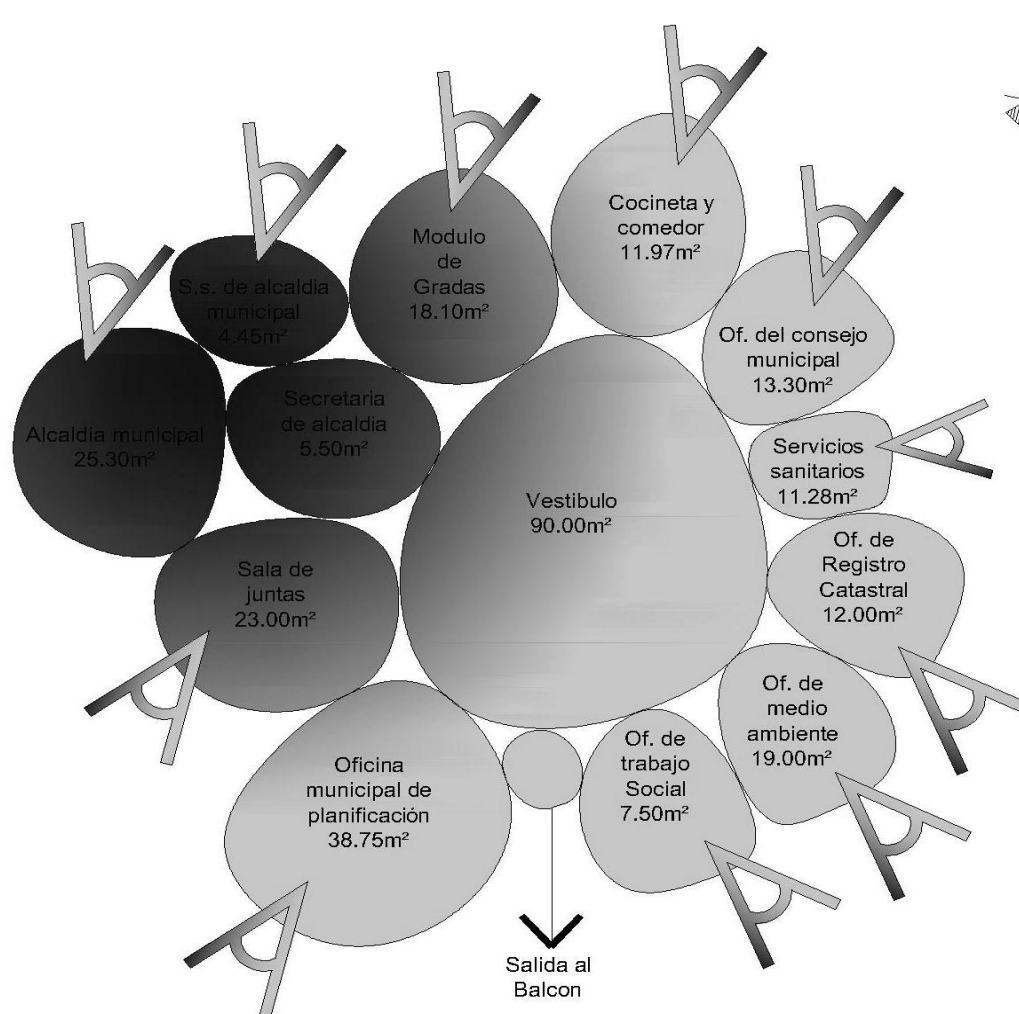 Cocineta y
comedor
11.97m²
Modulo
de
Gradas
18.10m²
S.s. de alcaldia
municipal
4.45m²
Of. del consejo
municipal
13.30m²
Secretaria
de alcaldia
5.50m²
Alcaldia municipal
25.30m²
Servicios
sanitarios
11.28m²
Vestibulo
90.00m²
Of. de
Registro
Catastral
12.00m²
Sala de
juntas
23.00m²
Of. de
medio
ambiente
19.00m²
Of. de
trabajo
Social
7.50m²
Oficina
municipal de
planificación
38.75m²
Salida al
Balcon